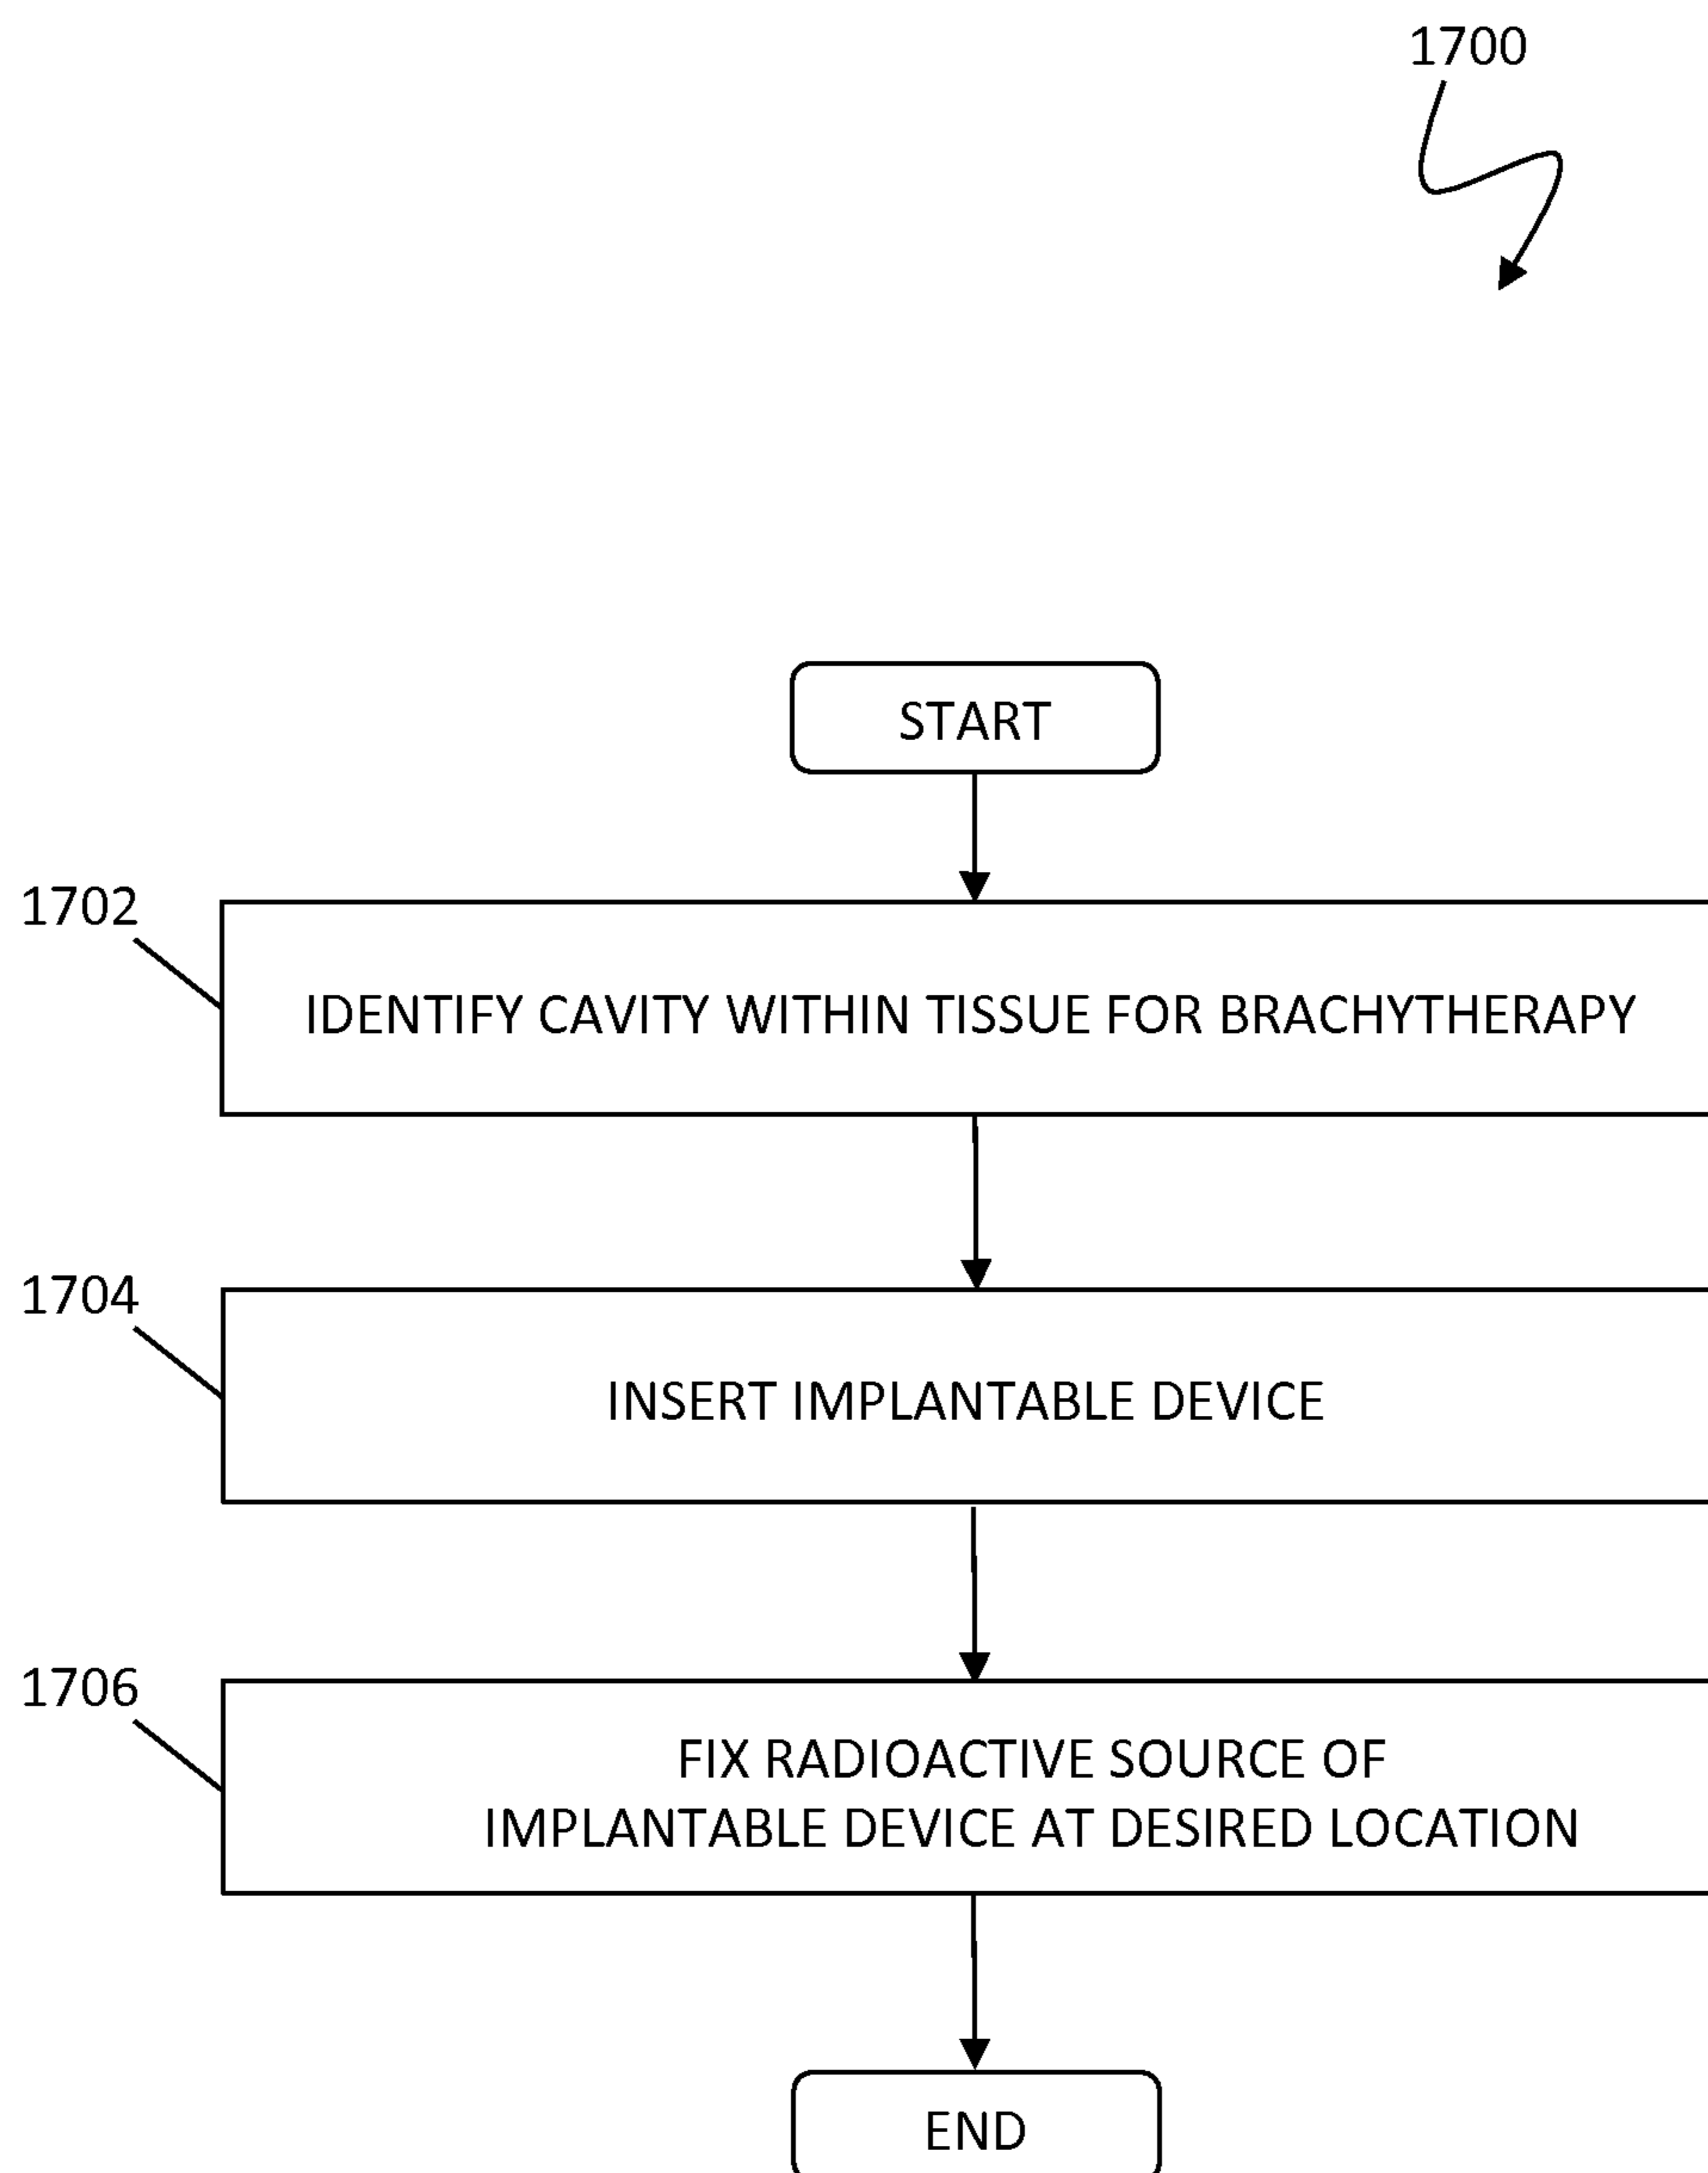 1700
START
1702
IDENTIFY CAVITY WITHIN TISSUE FOR BRACHYTHERAPY
1704
INSERT IMPLANTABLE DEVICE
1706
FIX RADIOACTIVE SOURCE OF
IMPLANTABLE DEVICE AT DESIRED LOCATION
END